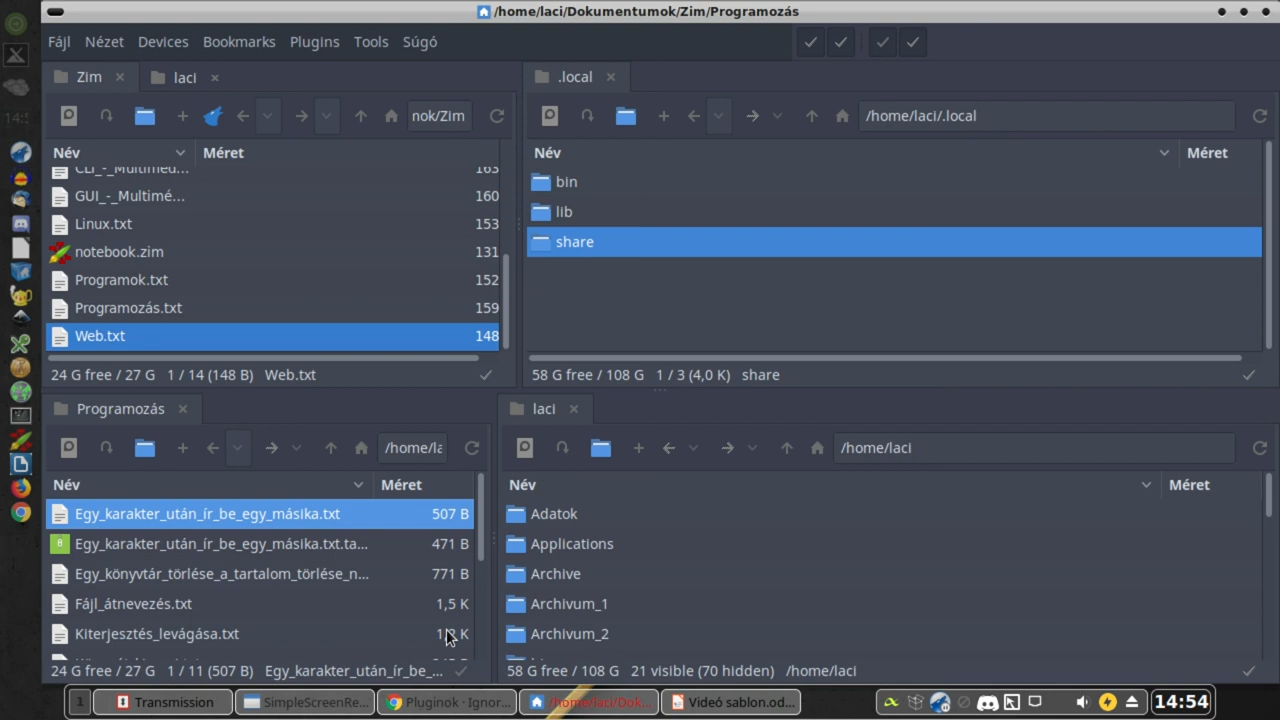 /home/laci/Dokumentumok/Zim/Programozás
Fájl Nézet Devices Bookmarks Plugins Tools Súgó
Zim laci
nok/Zim
Név Méret
GUI_-_Multimé... 160
Linux.txt 153
notebook.zim 131
Programok.txt 152
Programozás.txt 159
Web.txt 148
24 G free / 27 G 1 / 14 (148 B) Web.txt
.local
/home/laci/.local
Név Méret
bin
lib
share
58 G free / 108 G 1 / 3 (4,0 K) share
Programozás
/home/la
Név Méret
Egy_karakter_után_ír_be_egy_másika.txt 507 B
Egy_karakter_után_ír_be_egy_másika.txt.ta... 471 B
Egy_könyvtár_törlése_a_tartalom_törlése_n... 771 B
Fájl_átnevezés.txt 1,5 K
Kiterjesztés_levágása.txt
24 G free / 27 G 1 / 11 (507 B) Egy_karakter_után_ír_be_...
laci
/home/laci
Név Méret
Adatok
Applications
Archive
Archivum_1
Archivum_2
58 G free / 108 G 21 visible (70 hidden) /home/laci
1 Transmission SimpleScreenRe... Pluginok - Ignor... /home/laci/Dok... Videó sablon.od... 14:54